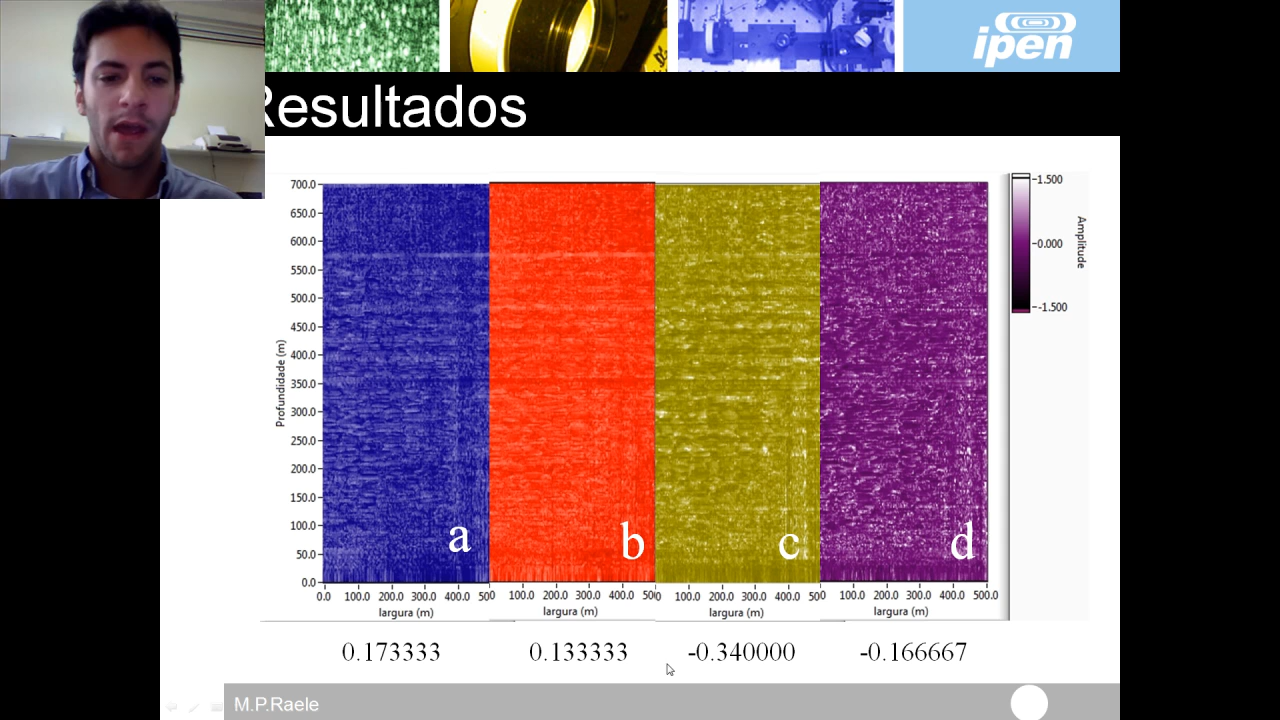 ipen
Resultados
700.0
650.0
600.0
550.0
500.0
450.0
400.0
350.0
300.0
250.0
200.0
150.0
100.0
50.0
0.0
Profundidade (m)
a b c d
0.0 100.0 200.0 300.0 400.0 500 100.0 200.0 300.0 400.0 500 100.0 200.0 300.0 400.0 500 100.0 200.0 300.0 400.0 500.0
largura (m) largura (m) largura (m) largura (m)
1.500
0.000
-1.500
Amplitude
0.173333 0.133333 -0.340000 -0.166667
M.P.Raele